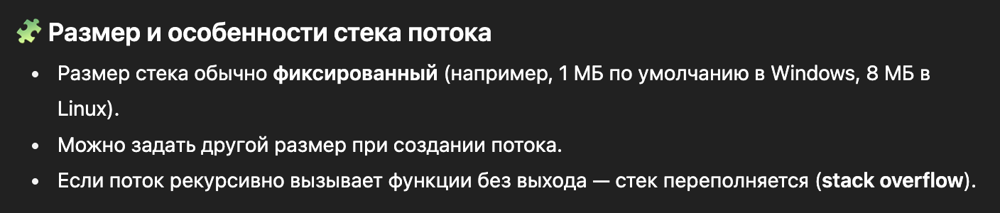 🧩 Размер и особенности стека потока
• Размер стека обычно фиксированный (например, 1 МБ по умолчанию в Windows, 8 МБ в
Linux).
• Можно задать другой размер при создании потока.
• Если поток рекурсивно вызывает функции без выхода — стек переполняется (stack overflow).